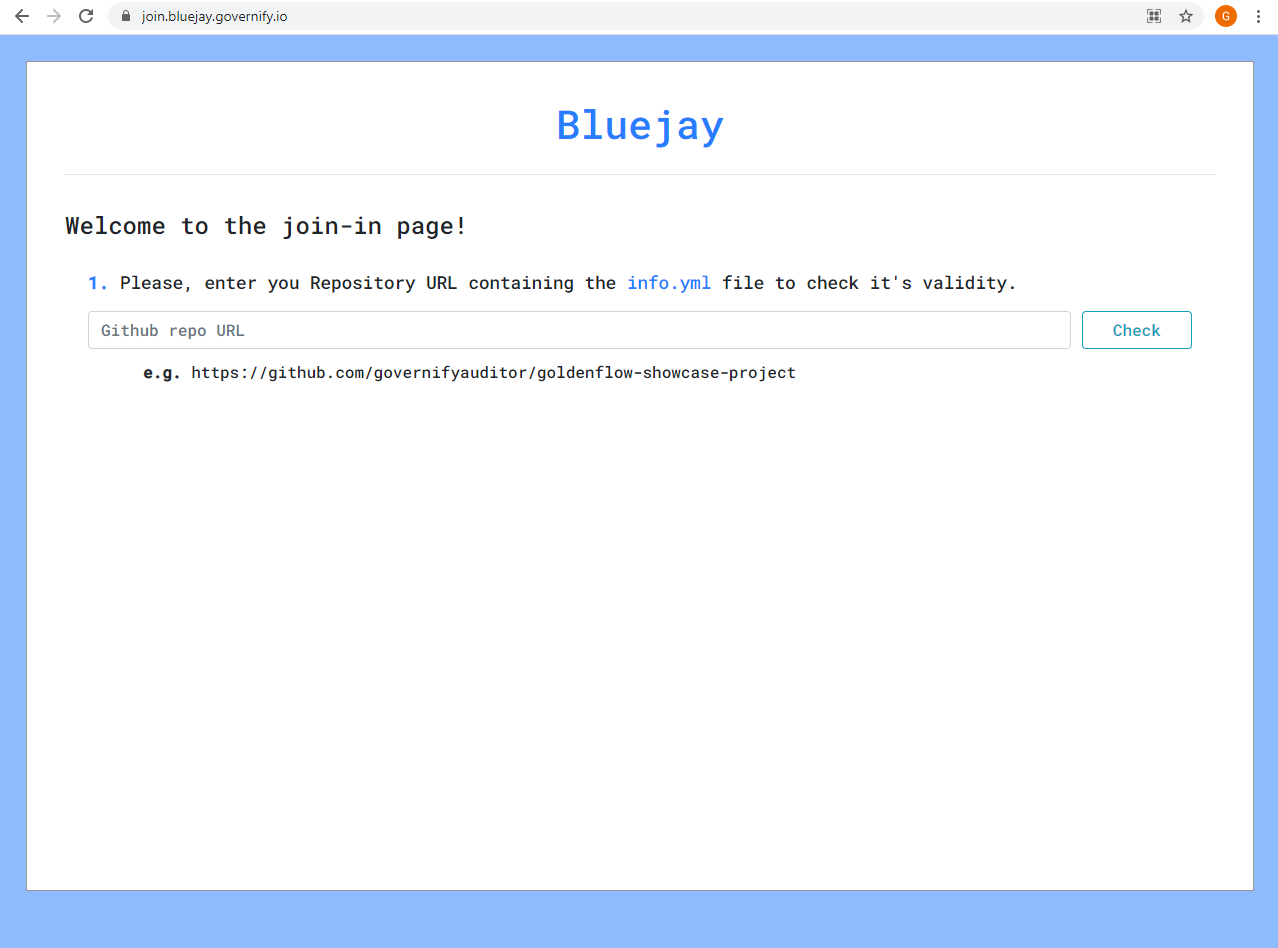 join.bluejay.governify.io
G
Bluejay
Welcome to the join-in page!
1. Please, enter you Repository URL containing the info.yml file to check it's validity.
Github repo URL
Check
e.g. https://github.com/governifyauditor/goldenflow-showcase-project